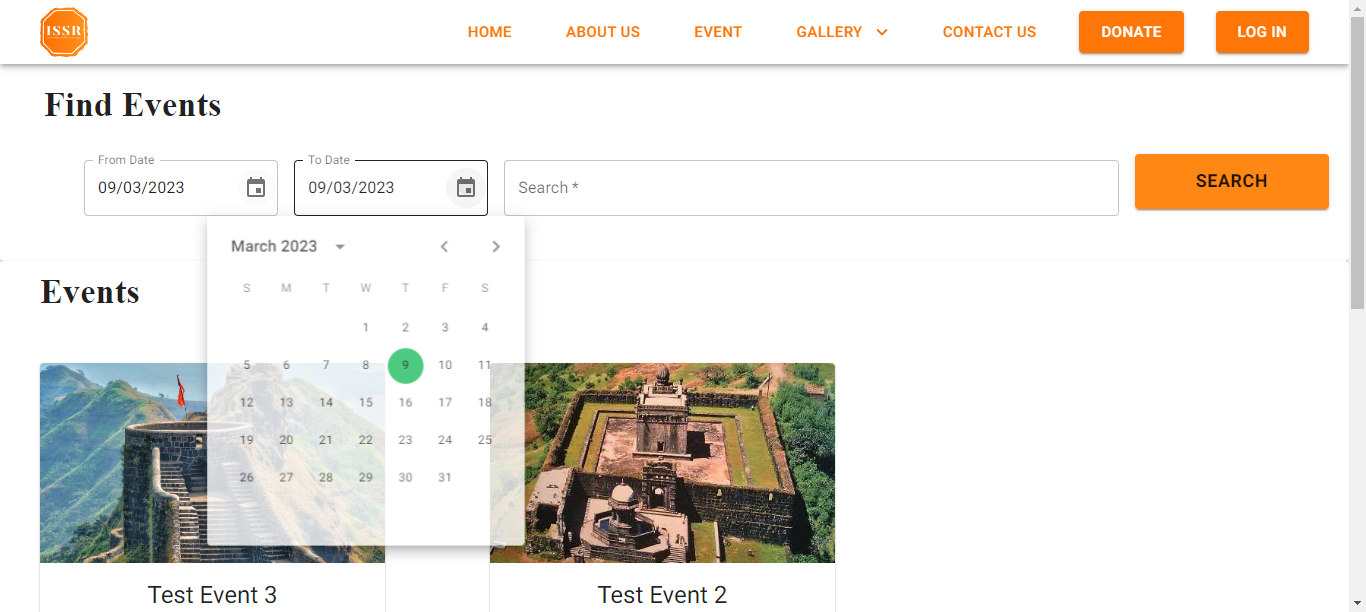 ISSR HOME ABOUT US EVENT GALLERY CONTACT US DONATE LOG IN
Find Events
From Date To Date
09/03/2023 09/03/2023 Search * SEARCH
March 2023
Events
S M T W T F S
1 2 3 4
5 6 7 8 9 10 11
12 13 14 15 16 17 18
19 20 21 22 23 24 25
26 27 28 29 30 31
Test Event 3 Test Event 2